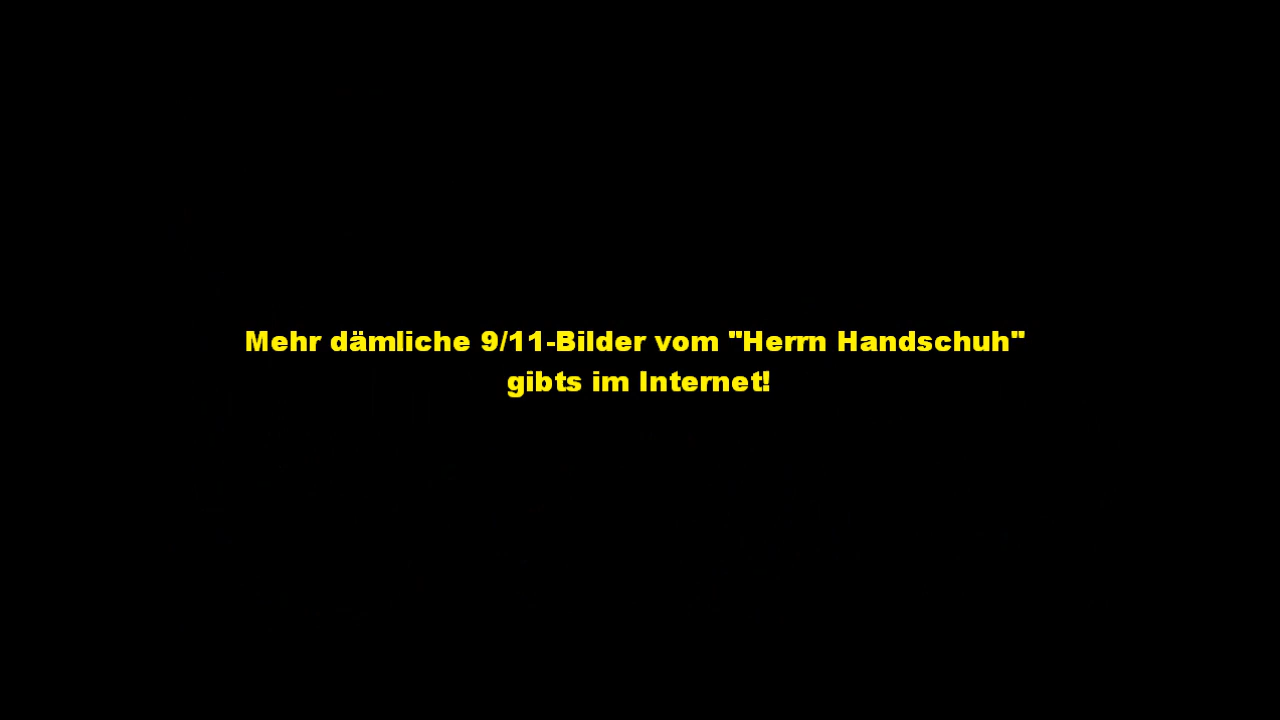 Mehr dämliche 9/11-Bilder vom "Herrn Handschuh"
gibts im Internet!